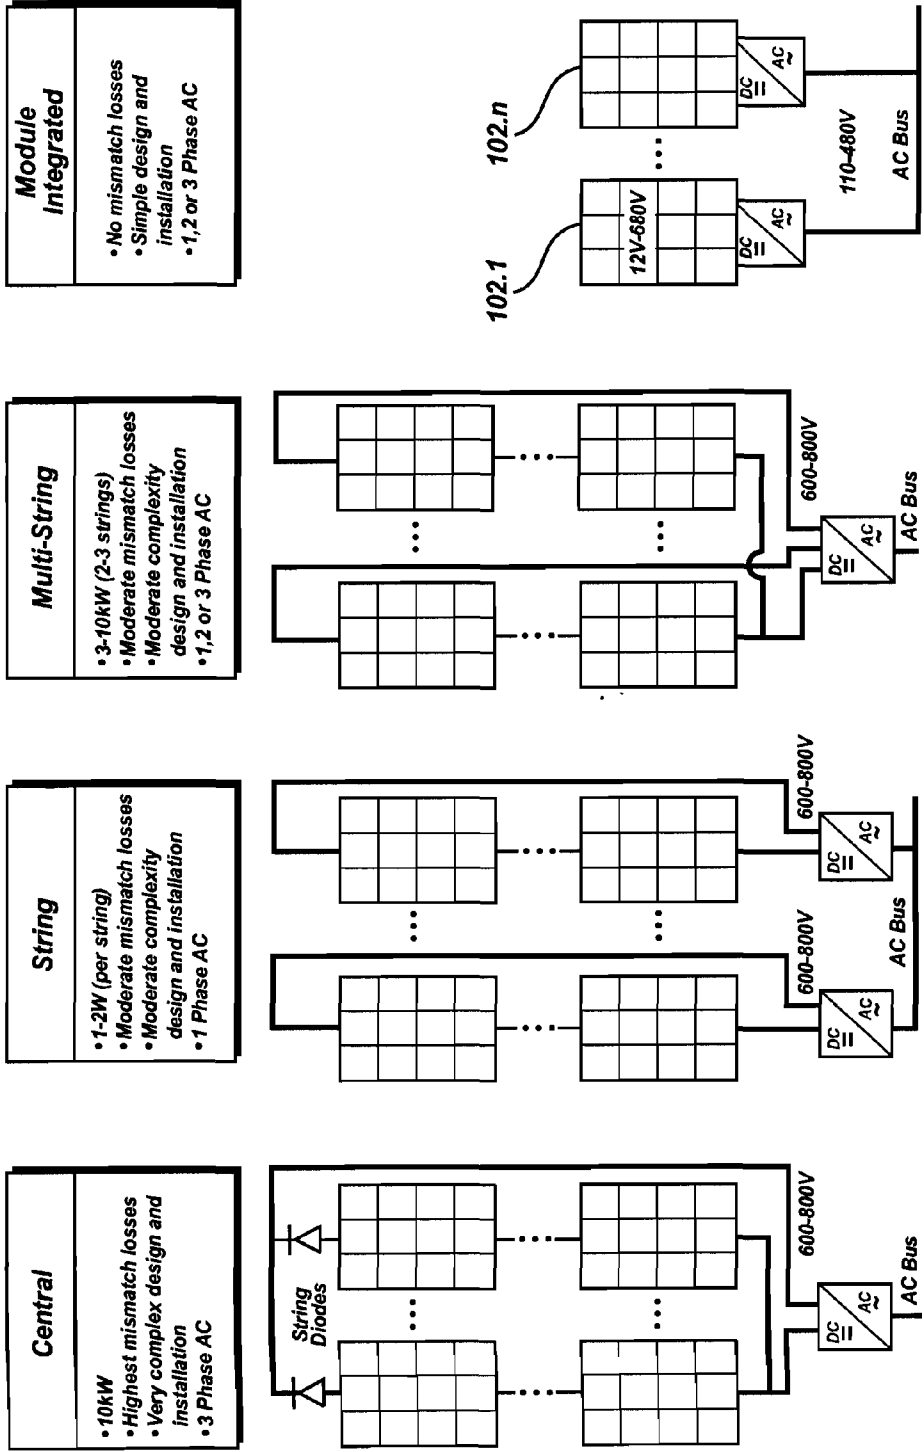 Central
•10kW
•Highest mismatch losses
•Very complex design and
installation
•3 Phase AC
String
Diodes
600-800V
DC
AC
~
AC Bus
String
•1-2W (per string)
•Moderate mismatch losses
•Moderate complexity
design and installation
•1 Phase AC
600-800V
600-800V
DC
AC
~
DC
AC
~
AC Bus
Multi-String
•3-10kW (2-3 strings)
•Moderate mismatch losses
•Moderate complexity
design and installation
•1,2 or 3 Phase AC
600-800V
DC
AC
~
AC Bus
Module
Integrated
•No mismatch losses
•Simple design and
installation
•1,2 or 3 Phase AC
102.1
102.n
12V-680V
DC
AC
~
DC
AC
~
110-480V
AC Bus